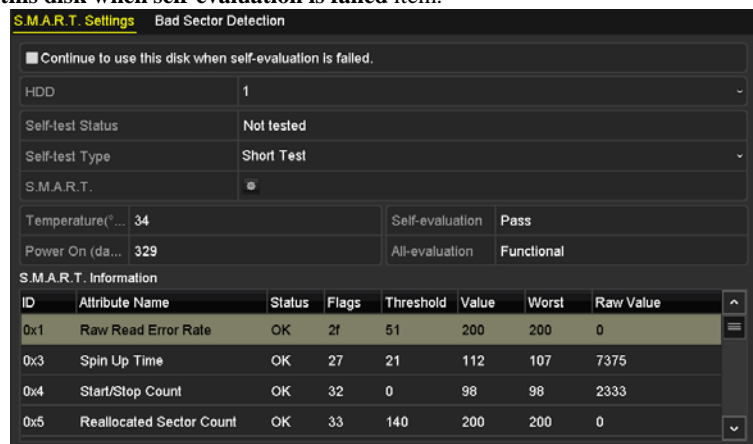 this disk when self-evaluation is failed item.
S.M.A.R.T. Settings Bad Sector Detection
Continue to use this disk when self-evaluation is failed.
HDD 1
Self-test Status Not tested
Self-test Type Short Test
S.M.A.R.T.
Temperature(°... 34 Self-evaluation Pass
Power On (da... 329 All-evaluation Functional
S.M.A.R.T. Information
ID Attribute Name Status Flags Threshold Value Worst Raw Value
0x1 Raw Read Error Rate OK 2f 51 200 200 0
0x3 Spin Up Time OK 27 21 112 107 7375
0x4 Start/Stop Count OK 32 0 98 98 2333
0x5 Reallocated Sector Count OK 33 140 200 200 0